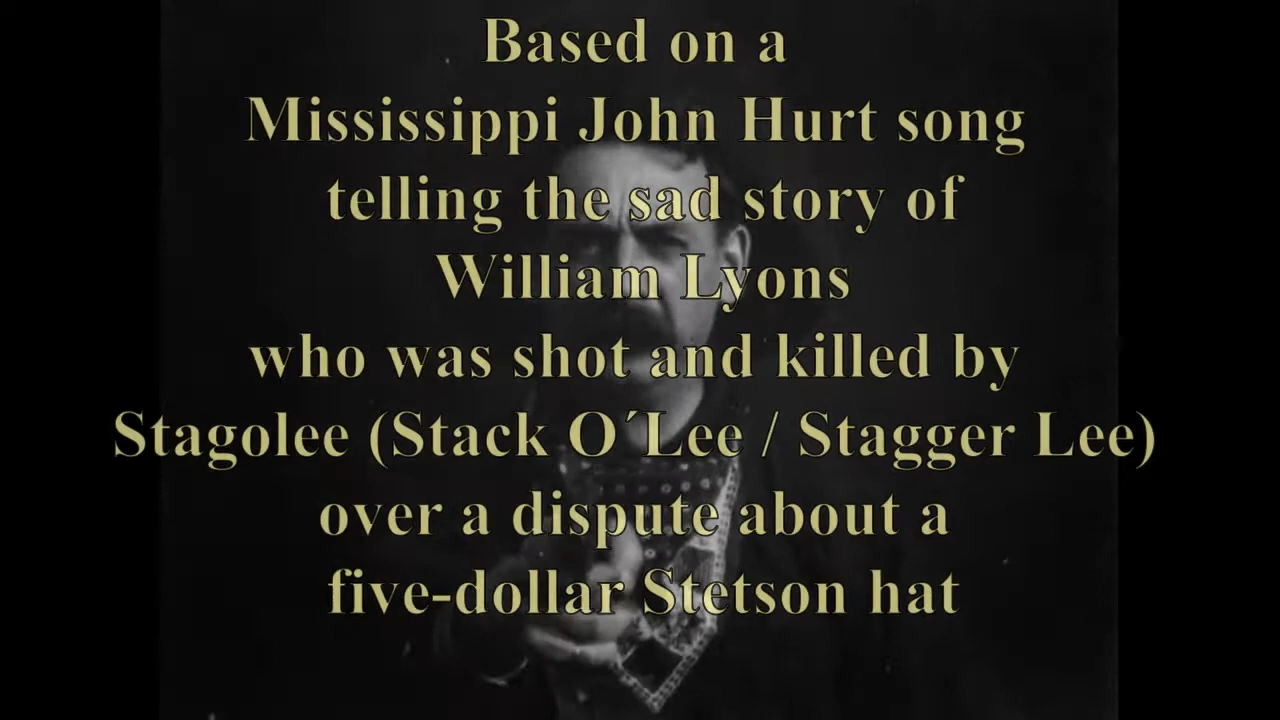 Based on a
Mississippi John Hurt song
telling the sad story of
William Lyons
who was shot and killed by
Stagolee (Stack O´Lee / Stagger Lee)
over a dispute about a
five-dollar Stetson hat